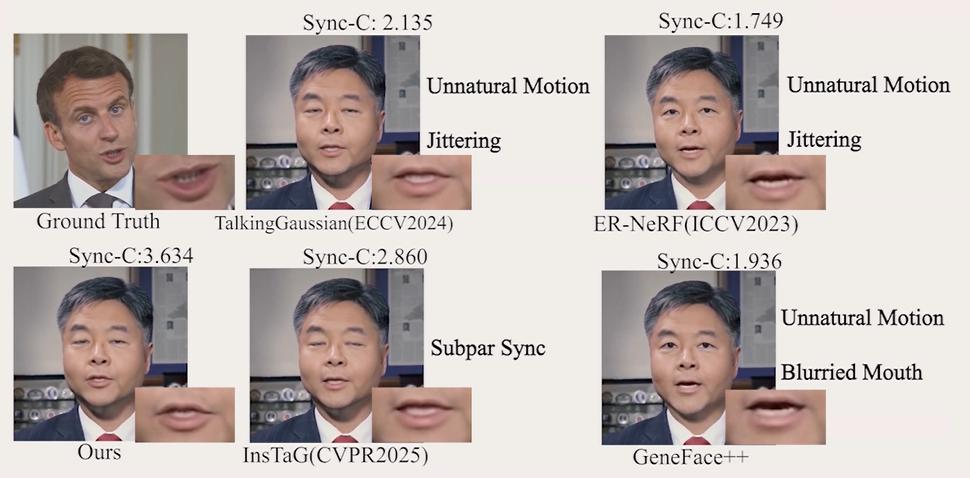 Sync-C: 2.135
Sync-C:1.749
Unnatural Motion
Jittering
Unnatural Motion
Jittering
Ground Truth
TalkingGaussian(ECCV2024)
ER-NeRF(ICCV2023)
Sync-C:3.634
Sync-C:2.860
Sync-C:1.936
Subpar Sync
Unnatural Motion
Blurried Mouth
Ours
InsTaG(CVPR2025)
GeneFace++